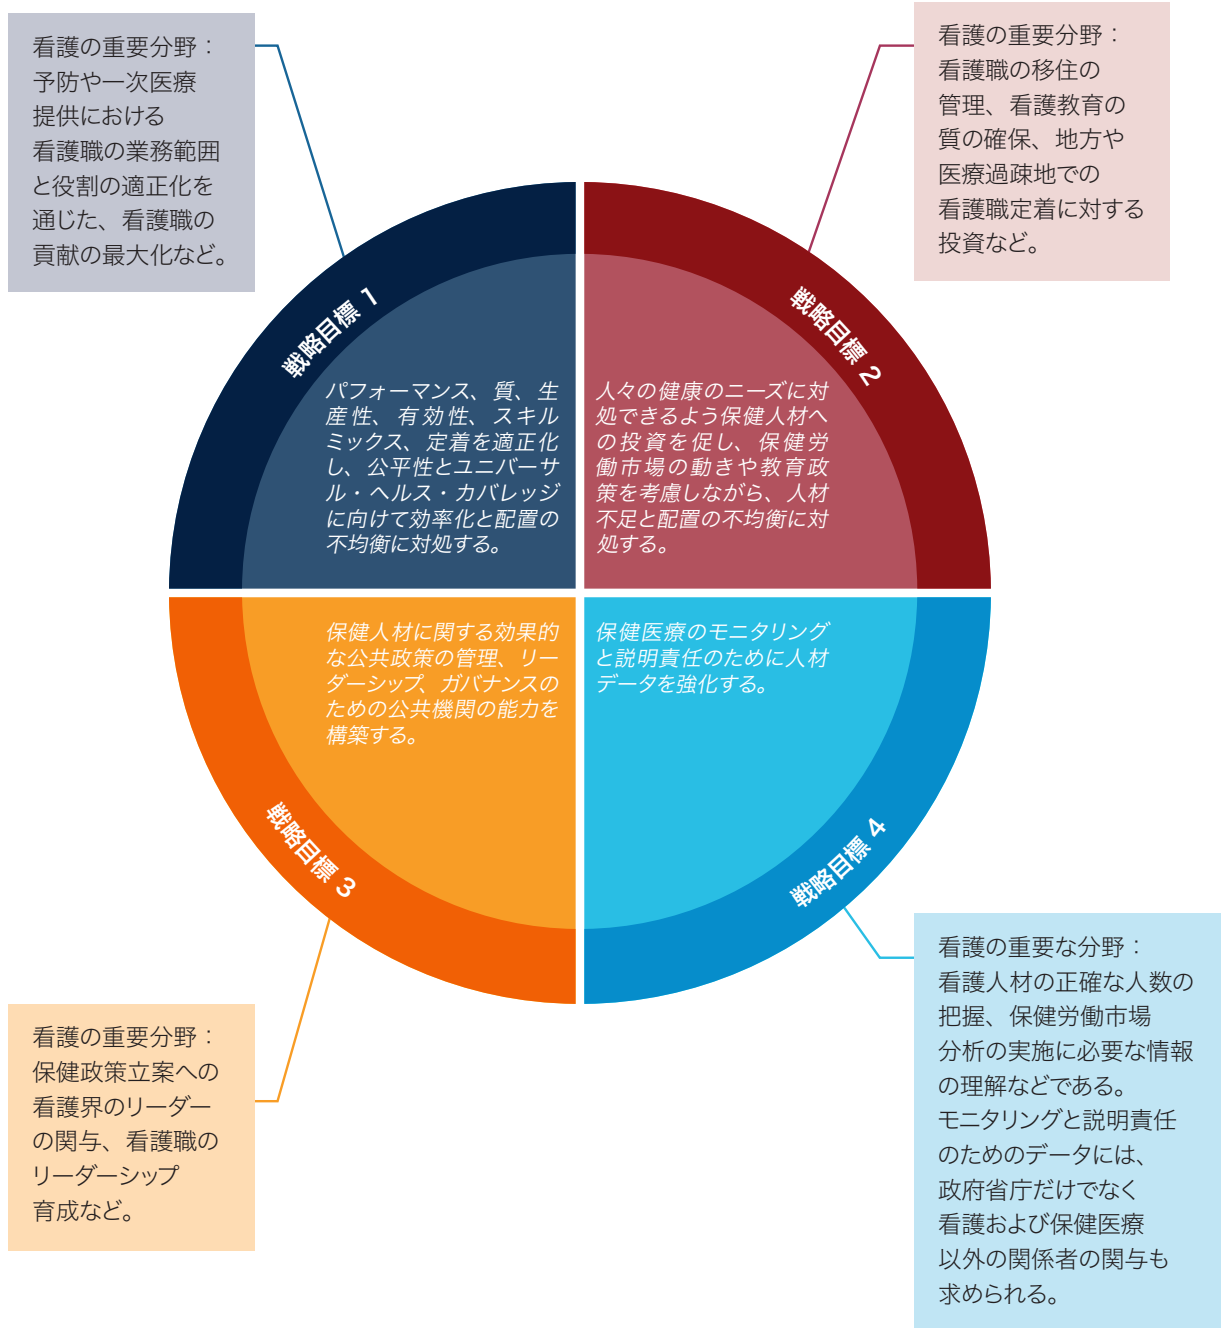 看護の重要分野：
予防や一次医療
提供における
看護職の業務範囲
と役割の適正化を
通じた、看護職の
貢献の最大化など。
看護の重要分野：
看護職の移住の
管理、看護教育の
質の確保、地方や
医療過疎地での
看護職定着に対する
投資など。
戦略目標 1
パフォーマンス、質、生
産性、有効性、スキル
ミックス、定着を適正化
し、公平性とユニバーサ
ル・ヘルス・カバレッジ
に向けて効率化と配置の
不均衡に対処する。
戦略目標 2
人々の健康のニーズに対
処できるよう保健人材へ
の投資を促し、保健労
働市場の動きや教育政
策を考慮しながら、人材
不足と配置の不均衡に対
処する。
保健人材に関する効果的
な公共政策の管理、リー
ダーシップ、ガバナンスの
ための公共機関の能力を
構築する。
戦略目標 3
保健医療のモニタリング
と説明責任のために人材
データを強化する。
戦略目標 4
看護の重要分野：
保健政策立案への
看護界のリーダー
の関与、看護職の
リーダーシップ
育成など。
看護の重要な分野：
看護人材の正確な人数の
把握、保健労働市場
分析の実施に必要な情報
の理解などである。
モニタリングと説明責任
のためのデータには、
政府省庁だけでなく
看護および保健医療
以外の関係者の関与も
求められる。